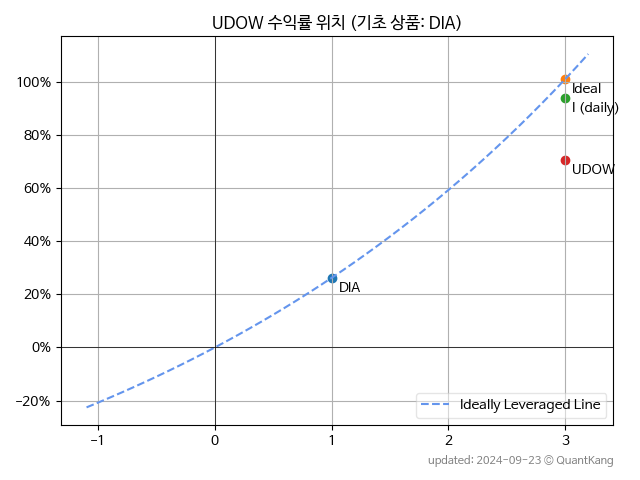 UDOW 수익률 위치 (기초 상품: DIA)
100%
80%
60%
40%
20%
0%
−20%
Ideal
I (daily)
UDOW
DIA
Ideally Leveraged Line
−1
0
1
2
3
updated: 2024-09-23 © QuantKang